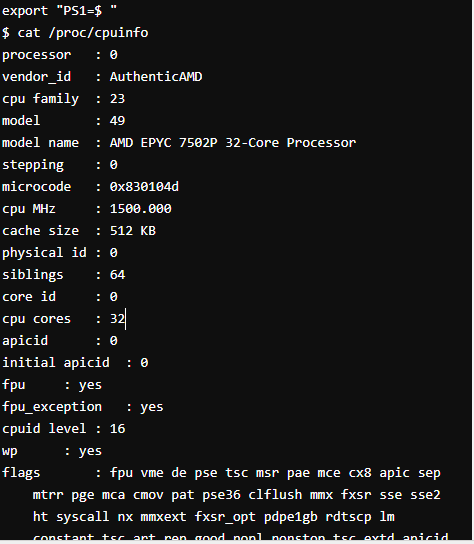 export "PS1=$ "
$ cat /proc/cpuinfo
processor : 0
vendor_id : AuthenticAMD
cpu family : 23
model : 49
model name : AMD EPYC 7502P 32-Core Processor
stepping : 0
microcode : 0x830104d
cpu MHz : 1500.000
cache size : 512 KB
physical id : 0
siblings : 64
core id : 0
cpu cores : 32
apicid : 0
initial apicid : 0
fpu : yes
fpu_exception : yes
cpuid level : 16
wp : yes
flags : fpu vme de pse tsc msr pae mce cx8 apic sep
mtrr pge mca cmov pat pse36 clflush mmx fxsr sse sse2
ht syscall nx mmxext fxsr_opt pdpe1gb rdtscp lm
constant_tsc art rep_good nopl nonstop_tsc extd_apicid